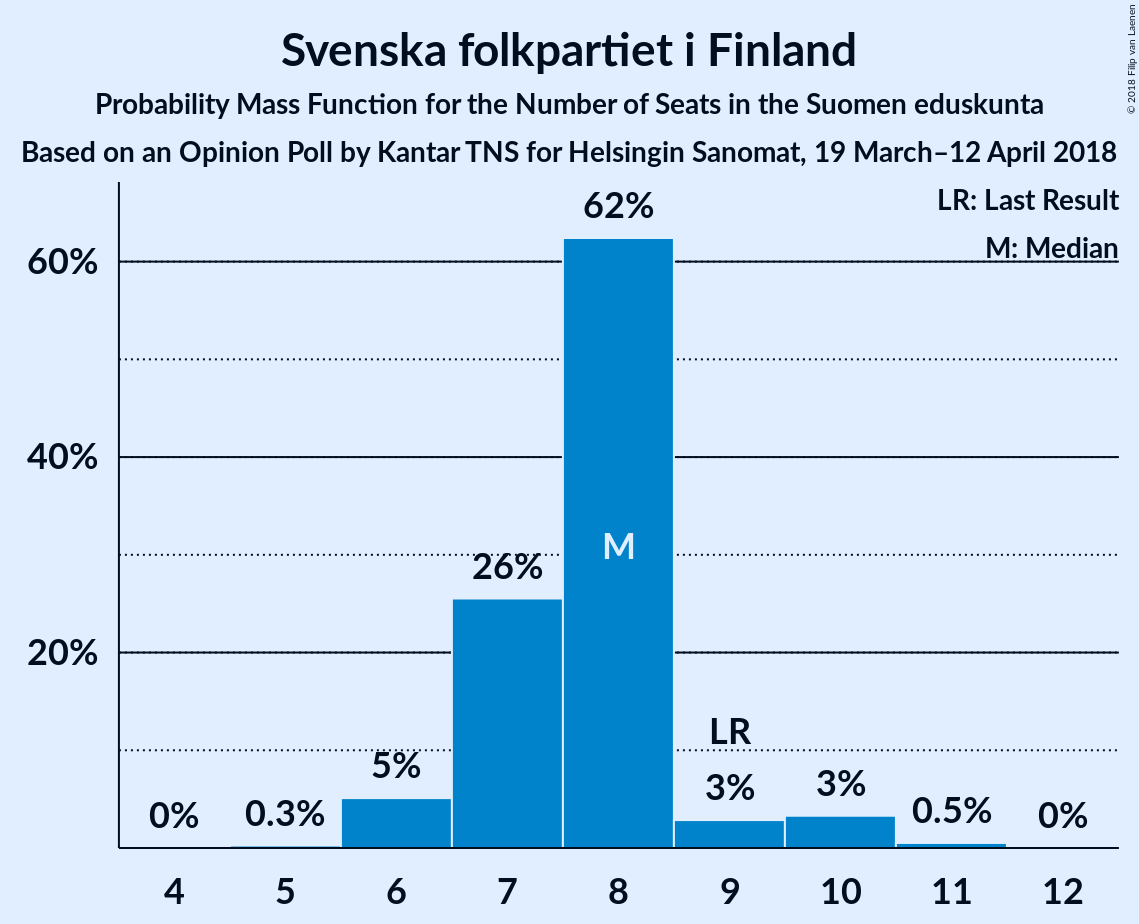 Svenska folkpartiet i Finland
Probability Mass Function for the Number of Seats in the Suomen eduskunta
Based on an Opinion Poll by Kantar TNS for Helsingin Sanomat, 19 March–12 April 2018
© 2018 Filip van Laenen
LR: Last Result
M: Median
60%
40%
20%
0%
0.3%
5%
26%
62%
M
LR
3%
3%
0.5%
0%
4 5 6 7 8 9 10 11 12